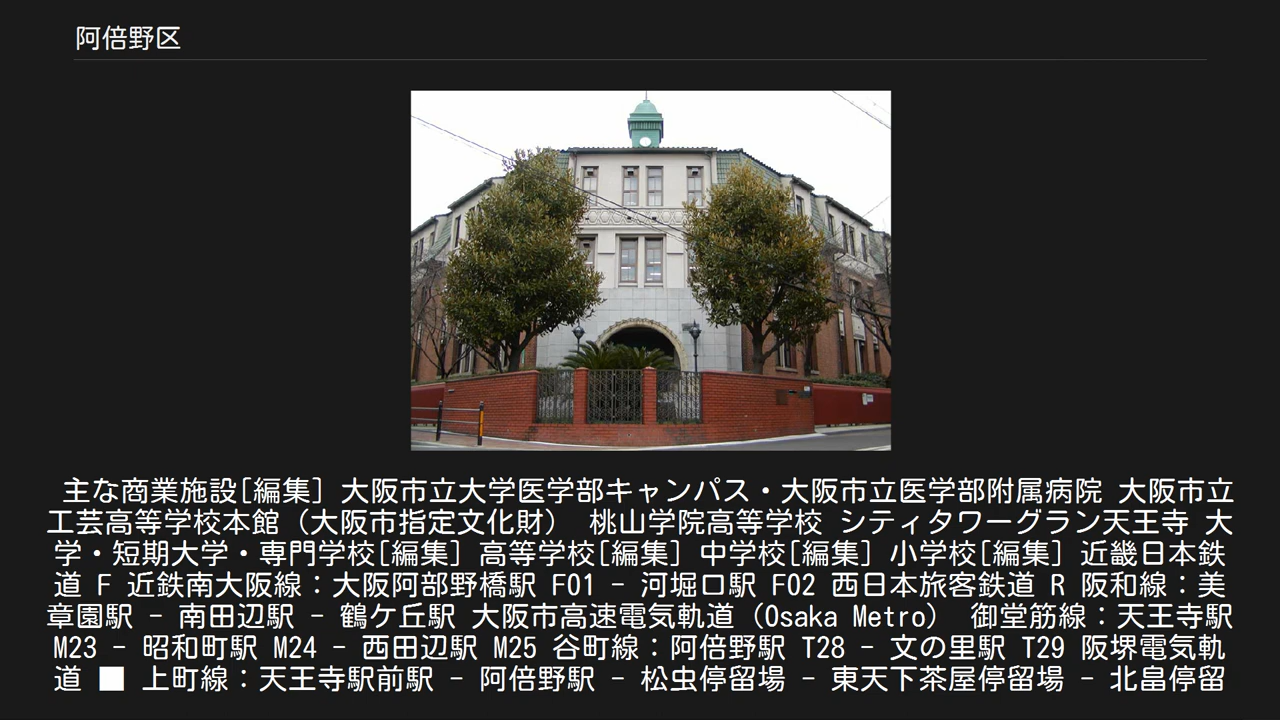 阿倍野区
主な商業施設[編集] 大阪市立大学医学部キャンパス・大阪市立医学部附属病院 大阪市立
工芸高等学校本館（大阪市指定文化財） 桃山学院高等学校 シティタワーグラン天王寺 大
学・短期大学・専門学校[編集] 高等学校[編集] 中学校[編集] 小学校[編集] 近畿日本鉄
道 F 近鉄南大阪線：大阪阿部野橋駅 F01 - 河堀口駅 F02 西日本旅客鉄道 R 阪和線：美
章園駅 - 南田辺駅 - 鶴ケ丘駅 大阪市高速電気軌道（Osaka Metro） 御堂筋線：天王寺駅
M23 - 昭和町駅 M24 - 西田辺駅 M25 谷町線：阿倍野駅 T28 - 文の里駅 T29 阪堺電気軌
道 ■ 上町線：天王寺駅前駅 - 阿倍野駅 - 松虫停留場 - 東天下茶屋停留場 - 北畠停留